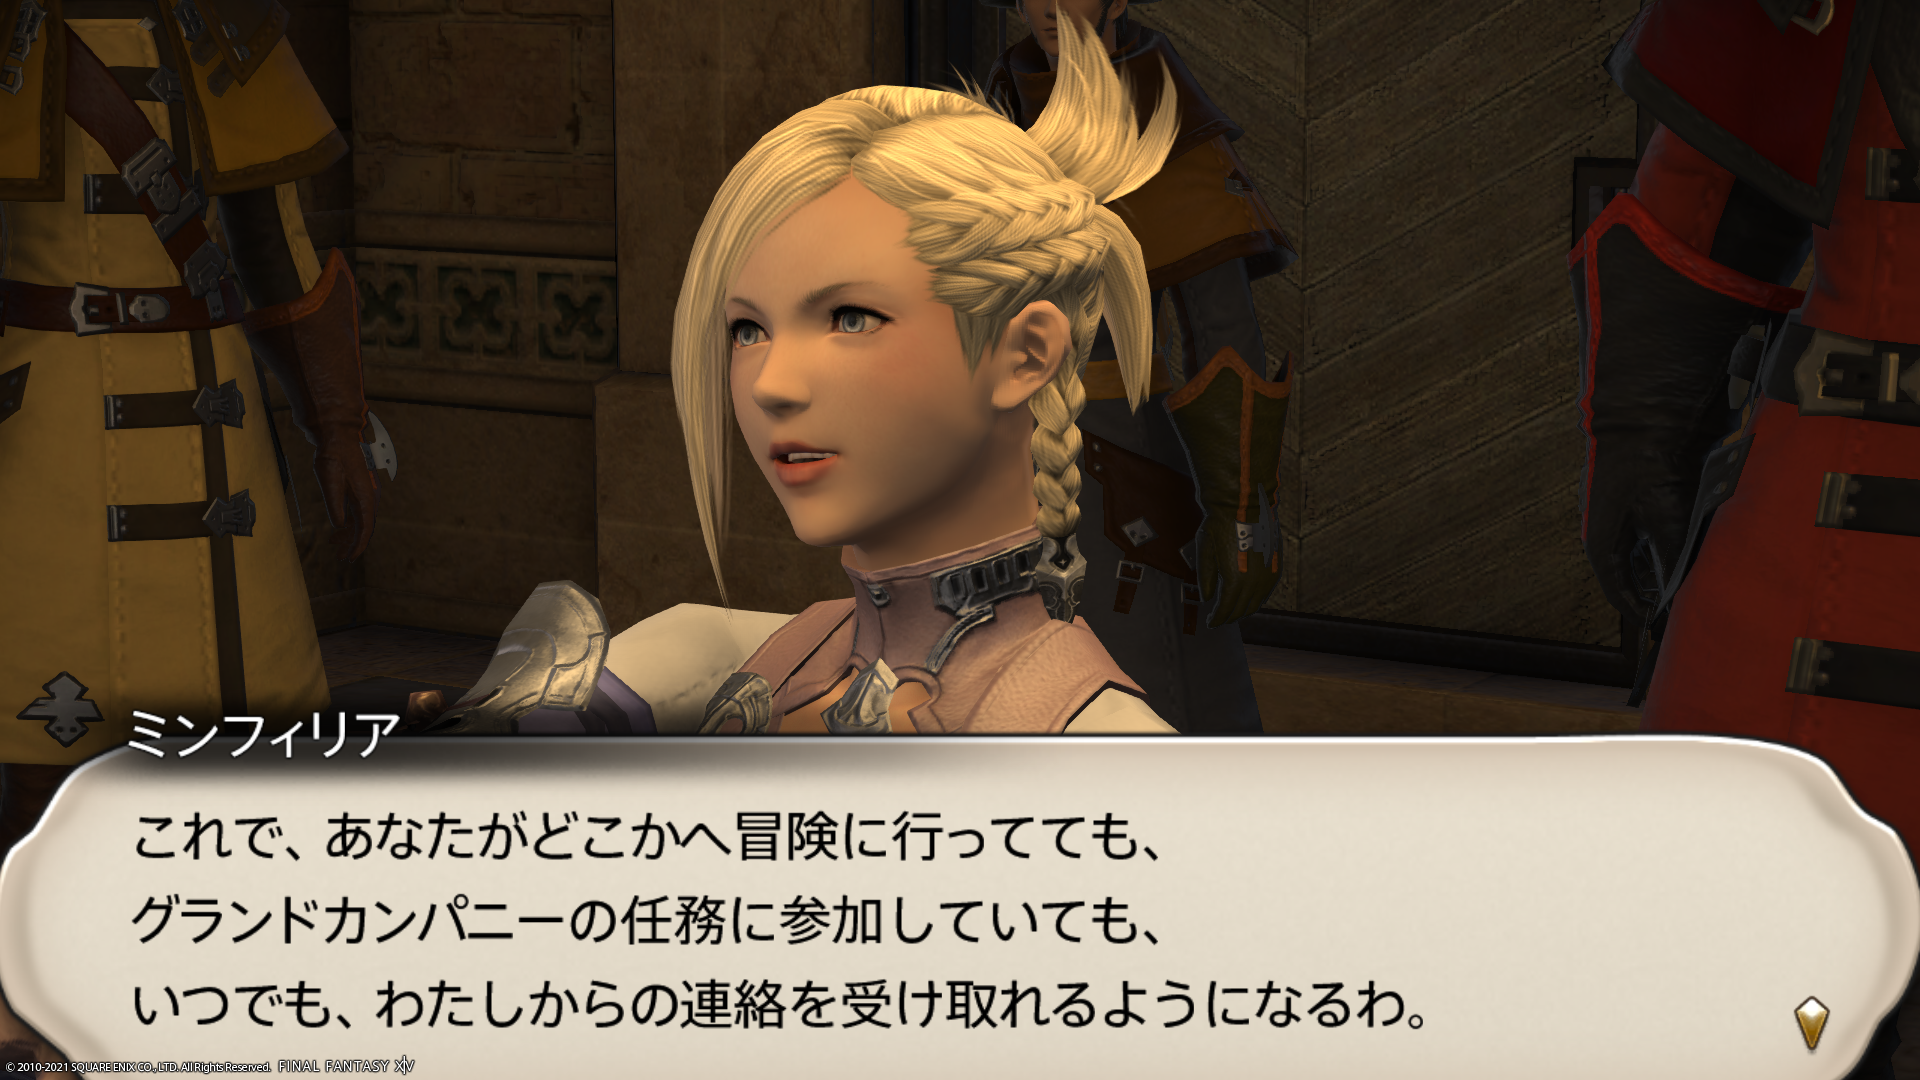 ミンフィリア
これで、あなたがどこかへ冒険に行ってても、
グランドカンパニーの任務に参加していても、
いつでも、わたしからの連絡を受け取れるようになるわ。
© 2010-2021 SQUARE ENIX CO., LTD. All Rights Reserved. FINAL FANTASY XIV